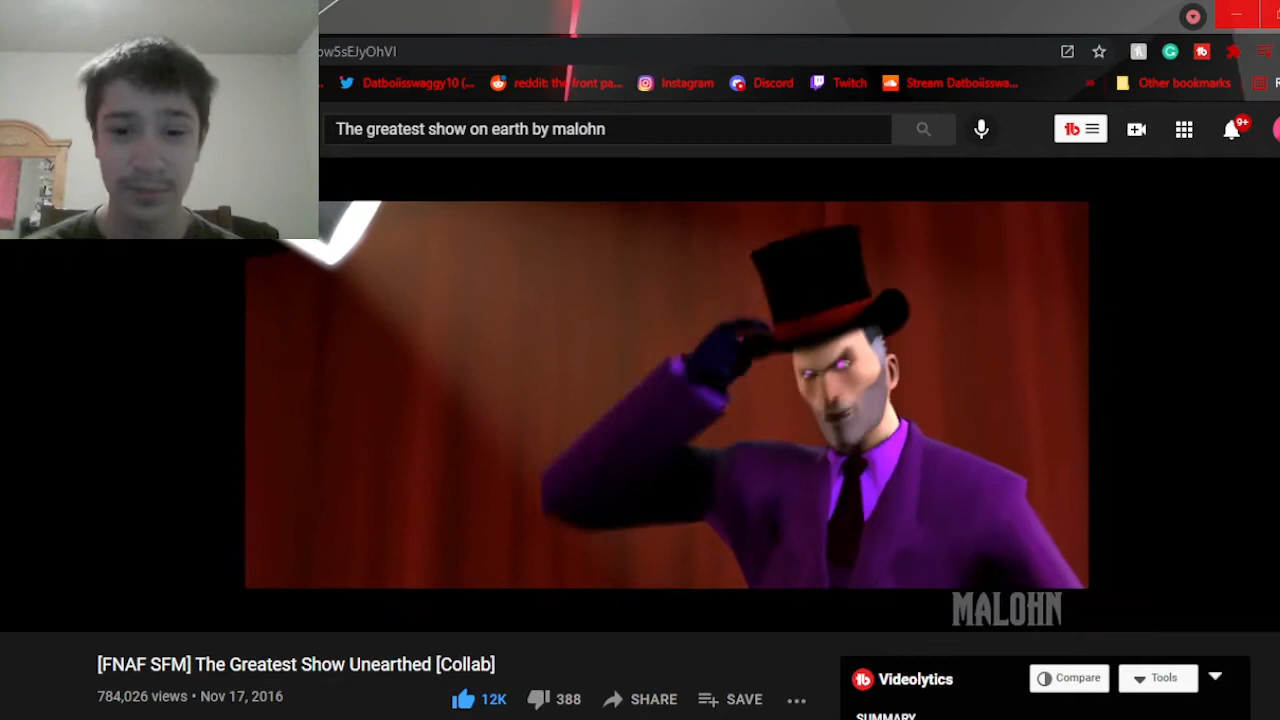 ow5sEJyOhVI
Datboiisswaggy10 (... reddit: the front pa... Instagram Discord Twitch Stream Datboiisswa... » Other bookmarks
The greatest show on earth by malohn
9+
MALOHN
[FNAF SFM] The Greatest Show Unearthed [Collab]
784,026 views • Nov 17, 2016
12K 388 SHARE SAVE
Videolytics Compare Tools
SUMMARY